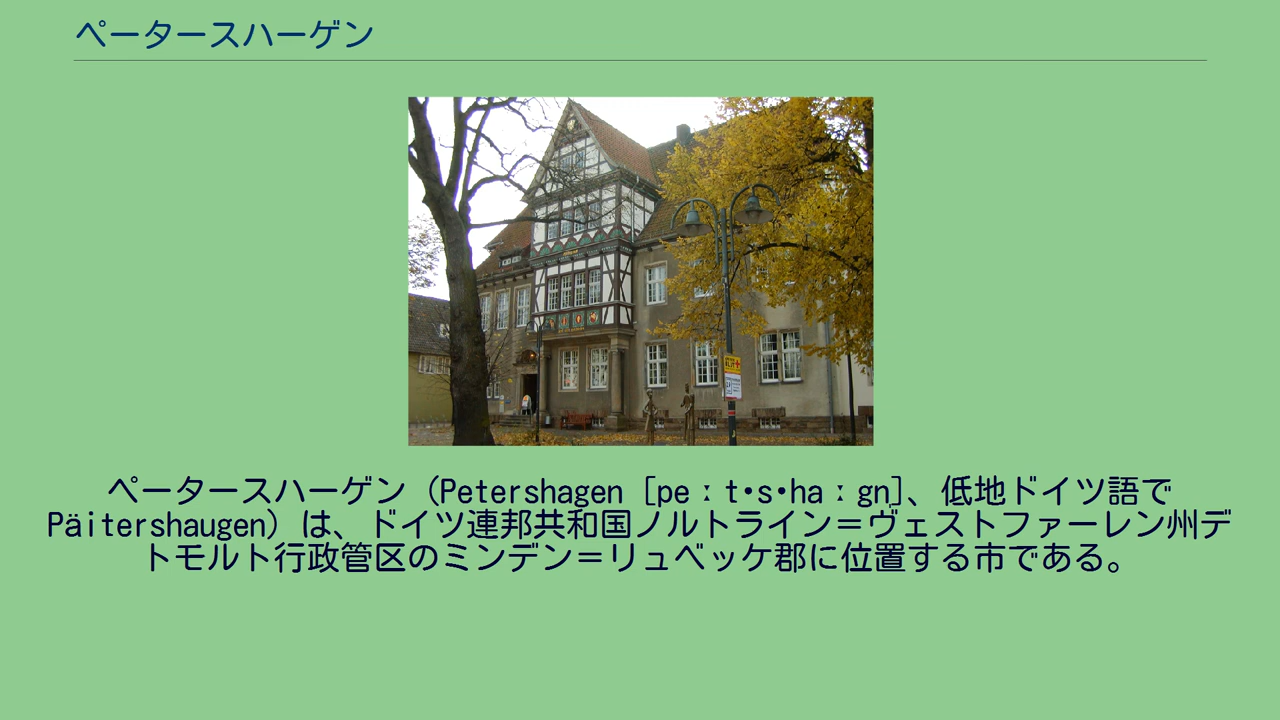 ペータースハーゲン
ペータースハーゲン（Petershagen [peːt•s•haːgn̩]、低地ドイツ語で
Päitershaugen）は、ドイツ連邦共和国ノルトライン＝ヴェストファーレン州デ
トモルト行政管区のミンデン＝リュベッケ郡に位置する市である。